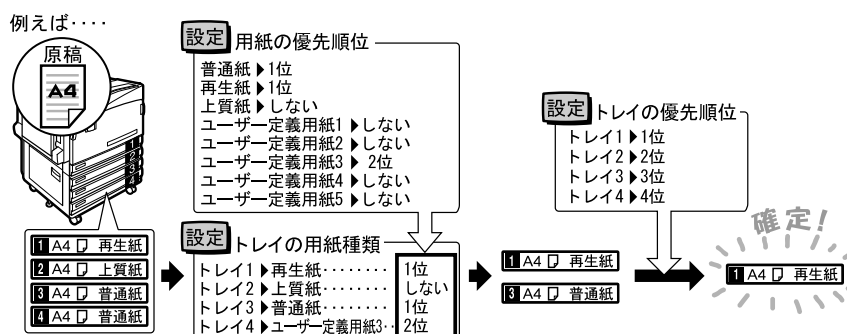 例えば‥‥
原稿
A4
1
2
3
4
1 A4 再生紙
2 A4 上質紙
3 A4 普通紙
4 A4 普通紙
設定 用紙の優先順位
普通紙▶1位
再生紙▶1位
上質紙▶しない
ユーザー定義用紙1▶しない
ユーザー定義用紙2▶しない
ユーザー定義用紙3▶ 2位
ユーザー定義用紙4▶しない
ユーザー定義用紙5▶しない
設定 トレイの用紙種類
トレイ1▶再生紙‥‥‥‥ 1位
トレイ2▶上質紙‥‥‥‥ しない
トレイ3▶普通紙‥‥‥‥ 1位
トレイ4▶ユーザー定義用紙3‥ 2位
1 A4 再生紙
3 A4 普通紙
設定 トレイの優先順位
トレイ1▶1位
トレイ2▶2位
トレイ3▶3位
トレイ4▶4位
確定!
1 A4 再生紙